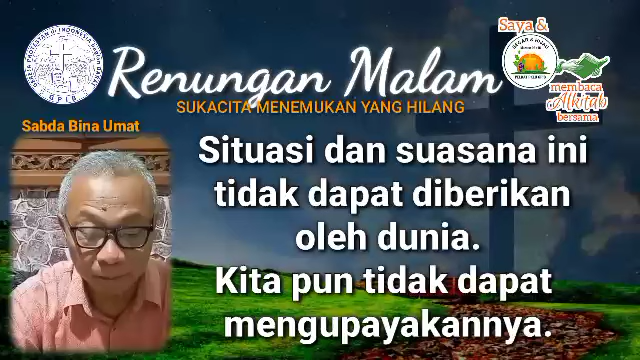 Saya &
Renungan Malam
SUKACITA MENEMUKAN YANG HILANG
membaca
Alkitab
bersama
Sabda Bina Umat
GPIB
Situasi dan suasana ini
tidak dapat diberikan
oleh dunia.
Kita pun tidak dapat
mengupayakannya.